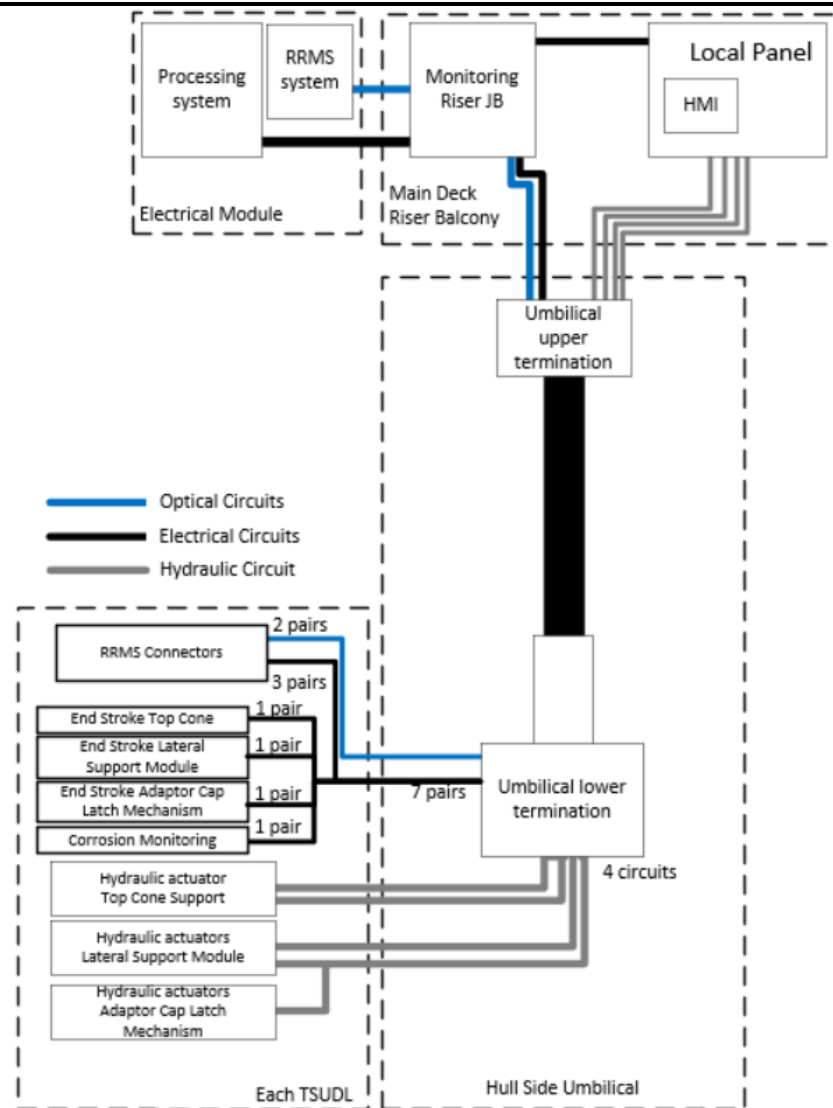 Processing
system
RRMS
system
Electrical Module
Monitoring
Riser JB
Local Panel
HMI
Main Deck
Riser Balcony
Umbilical
upper
termination
Optical Circuits
Electrical Circuits
Hydraulic Circuit
2 pairs
RRMS Connectors
3 pairs
1 pair
End Stroke Top Cone
End Stroke Lateral
Support Module
1 pair
End Stroke Adaptor Cap
Latch Mechanism
1 pair
Corrosion Monitoring
1 pair
7 pairs
Umbilical lower
termination
4 circuits
Hydraulic actuator
Top Cone Support
Hydraulic actuators
Lateral Support Module
Hydraulic actuators
Adaptor Cap Latch
Mechanism
Each TSUDL
Hull Side Umbilical